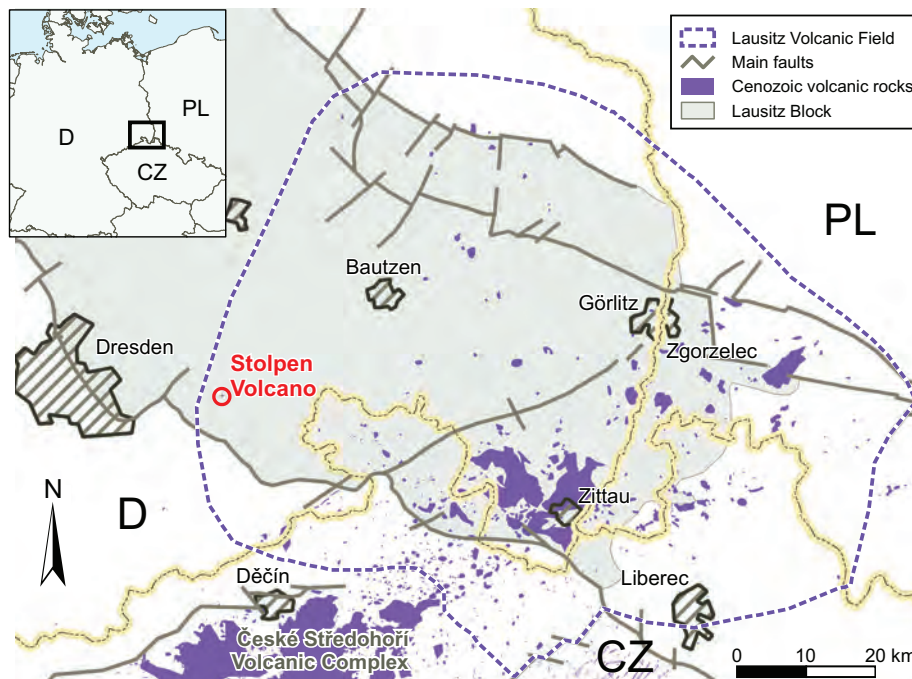 D
PL
CZ
Lausitz Volcanic Field
Main faults
Cenozoic volcanic rocks
Lausitz Block
PL
Bautzen
Görlitz
Dresden
Stolpen
Volcano
Zgorzelec
N
D
Zittau
Děčín
Liberec
České Středohoří
Volcanic Complex
CZ
0 10 20 km